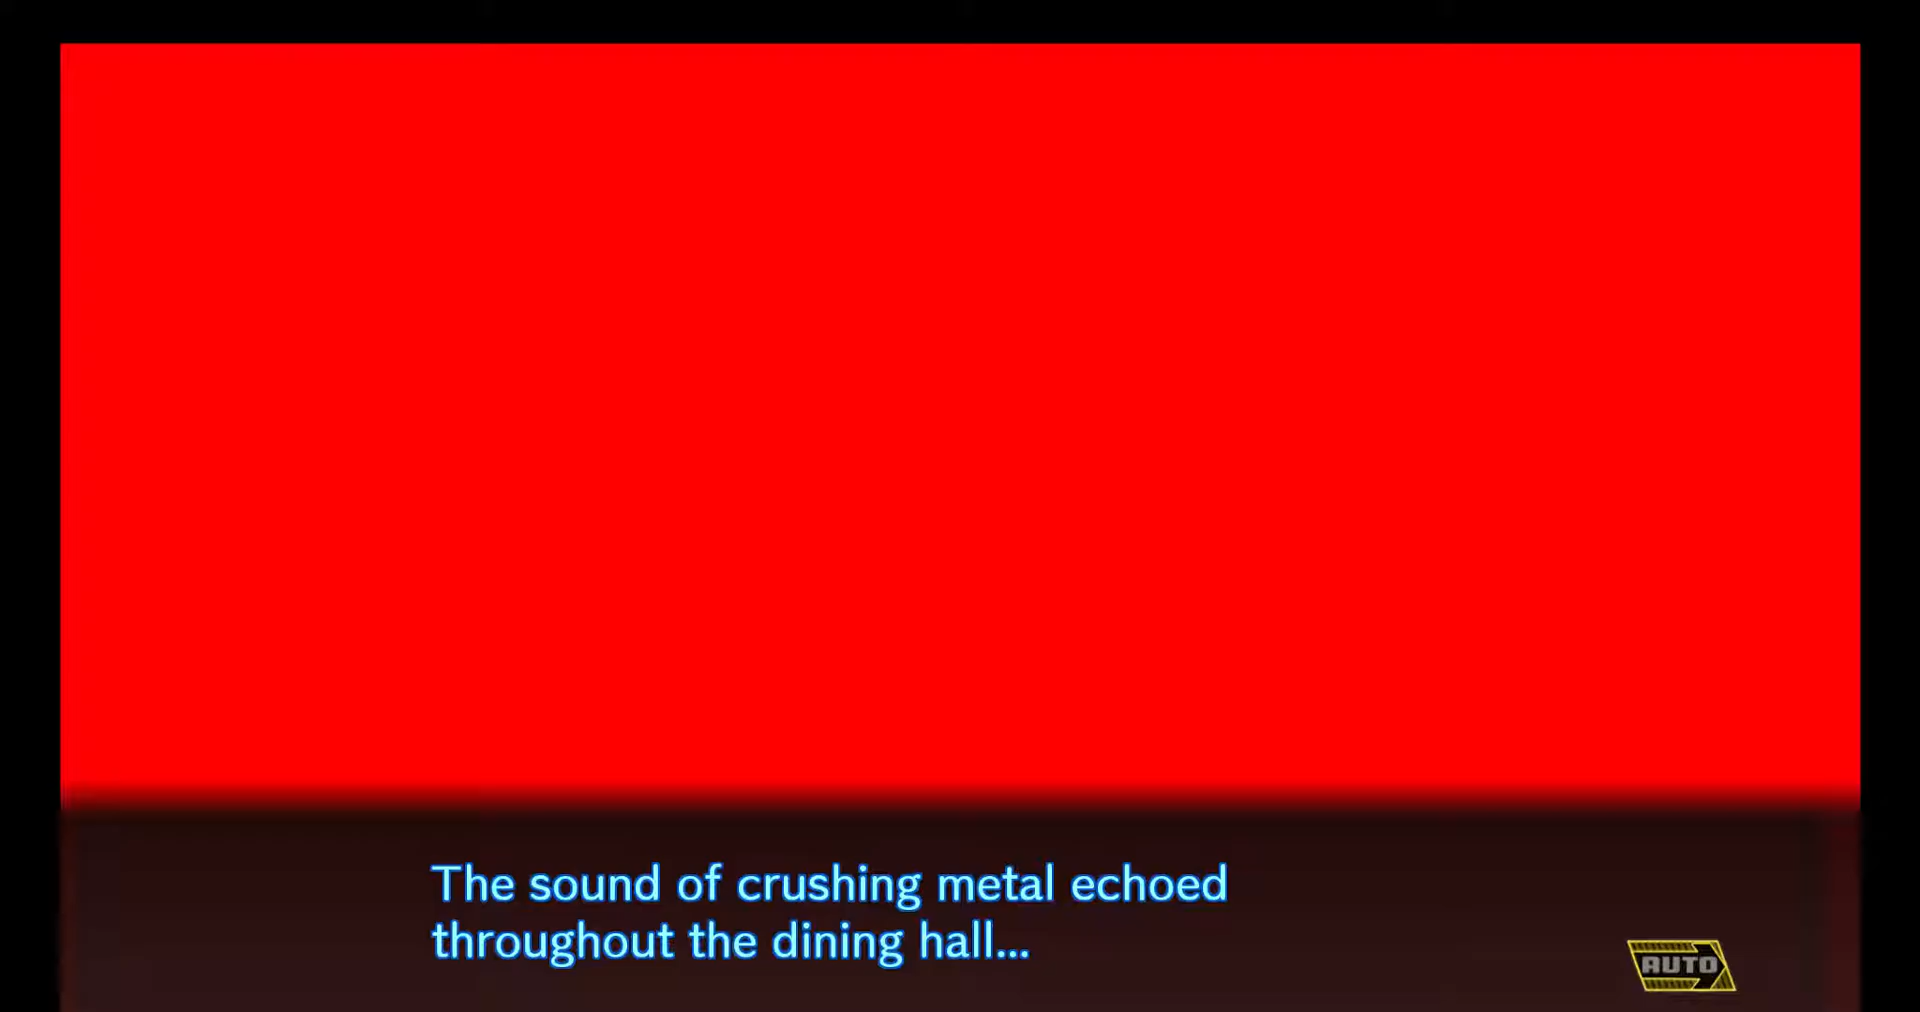 The sound of crushing metal echoed
throughout the dining hall...
AUTO